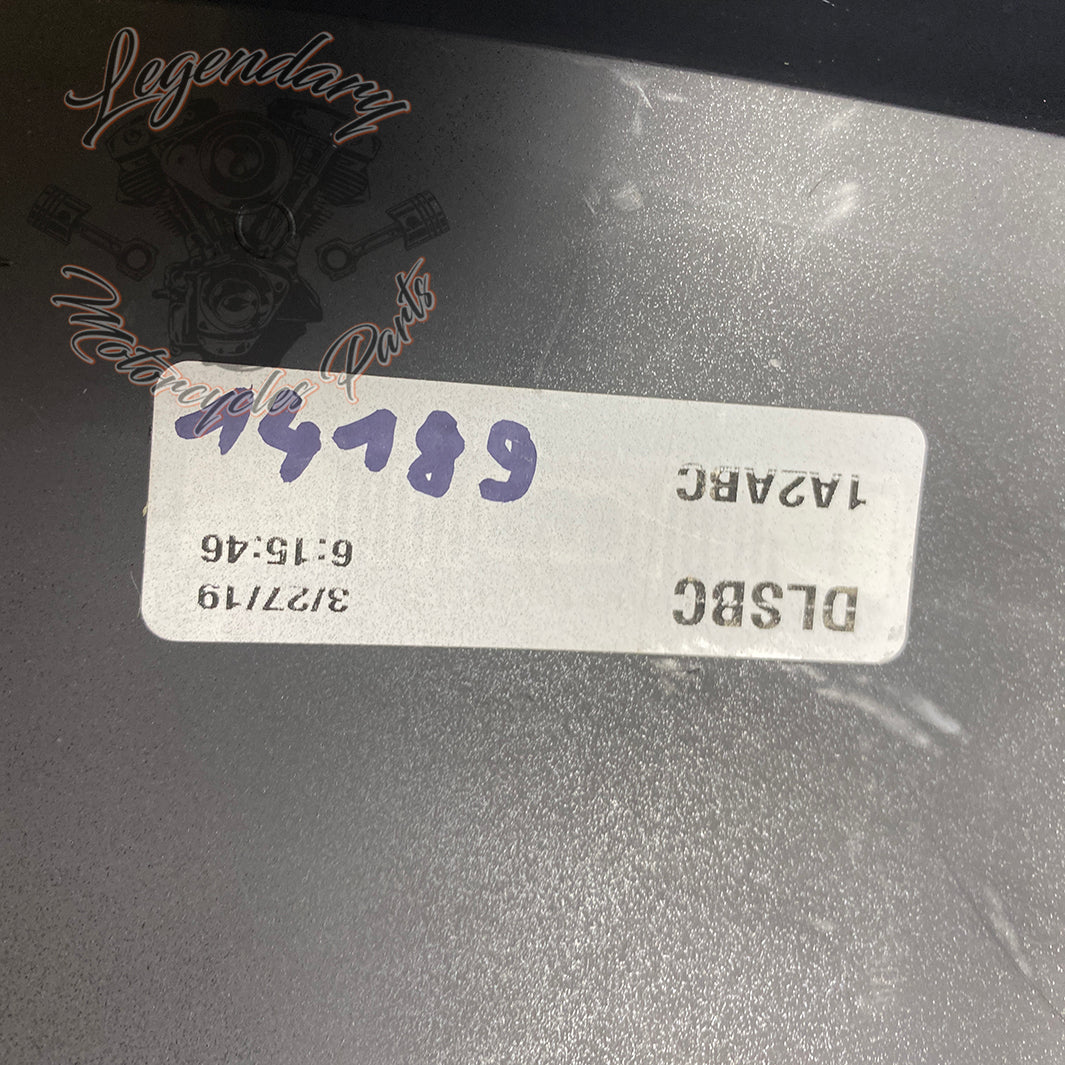 Legendary
Motorcycles Parts
14189
DLSBC 3/27/19
1A2ABC 6:15:46